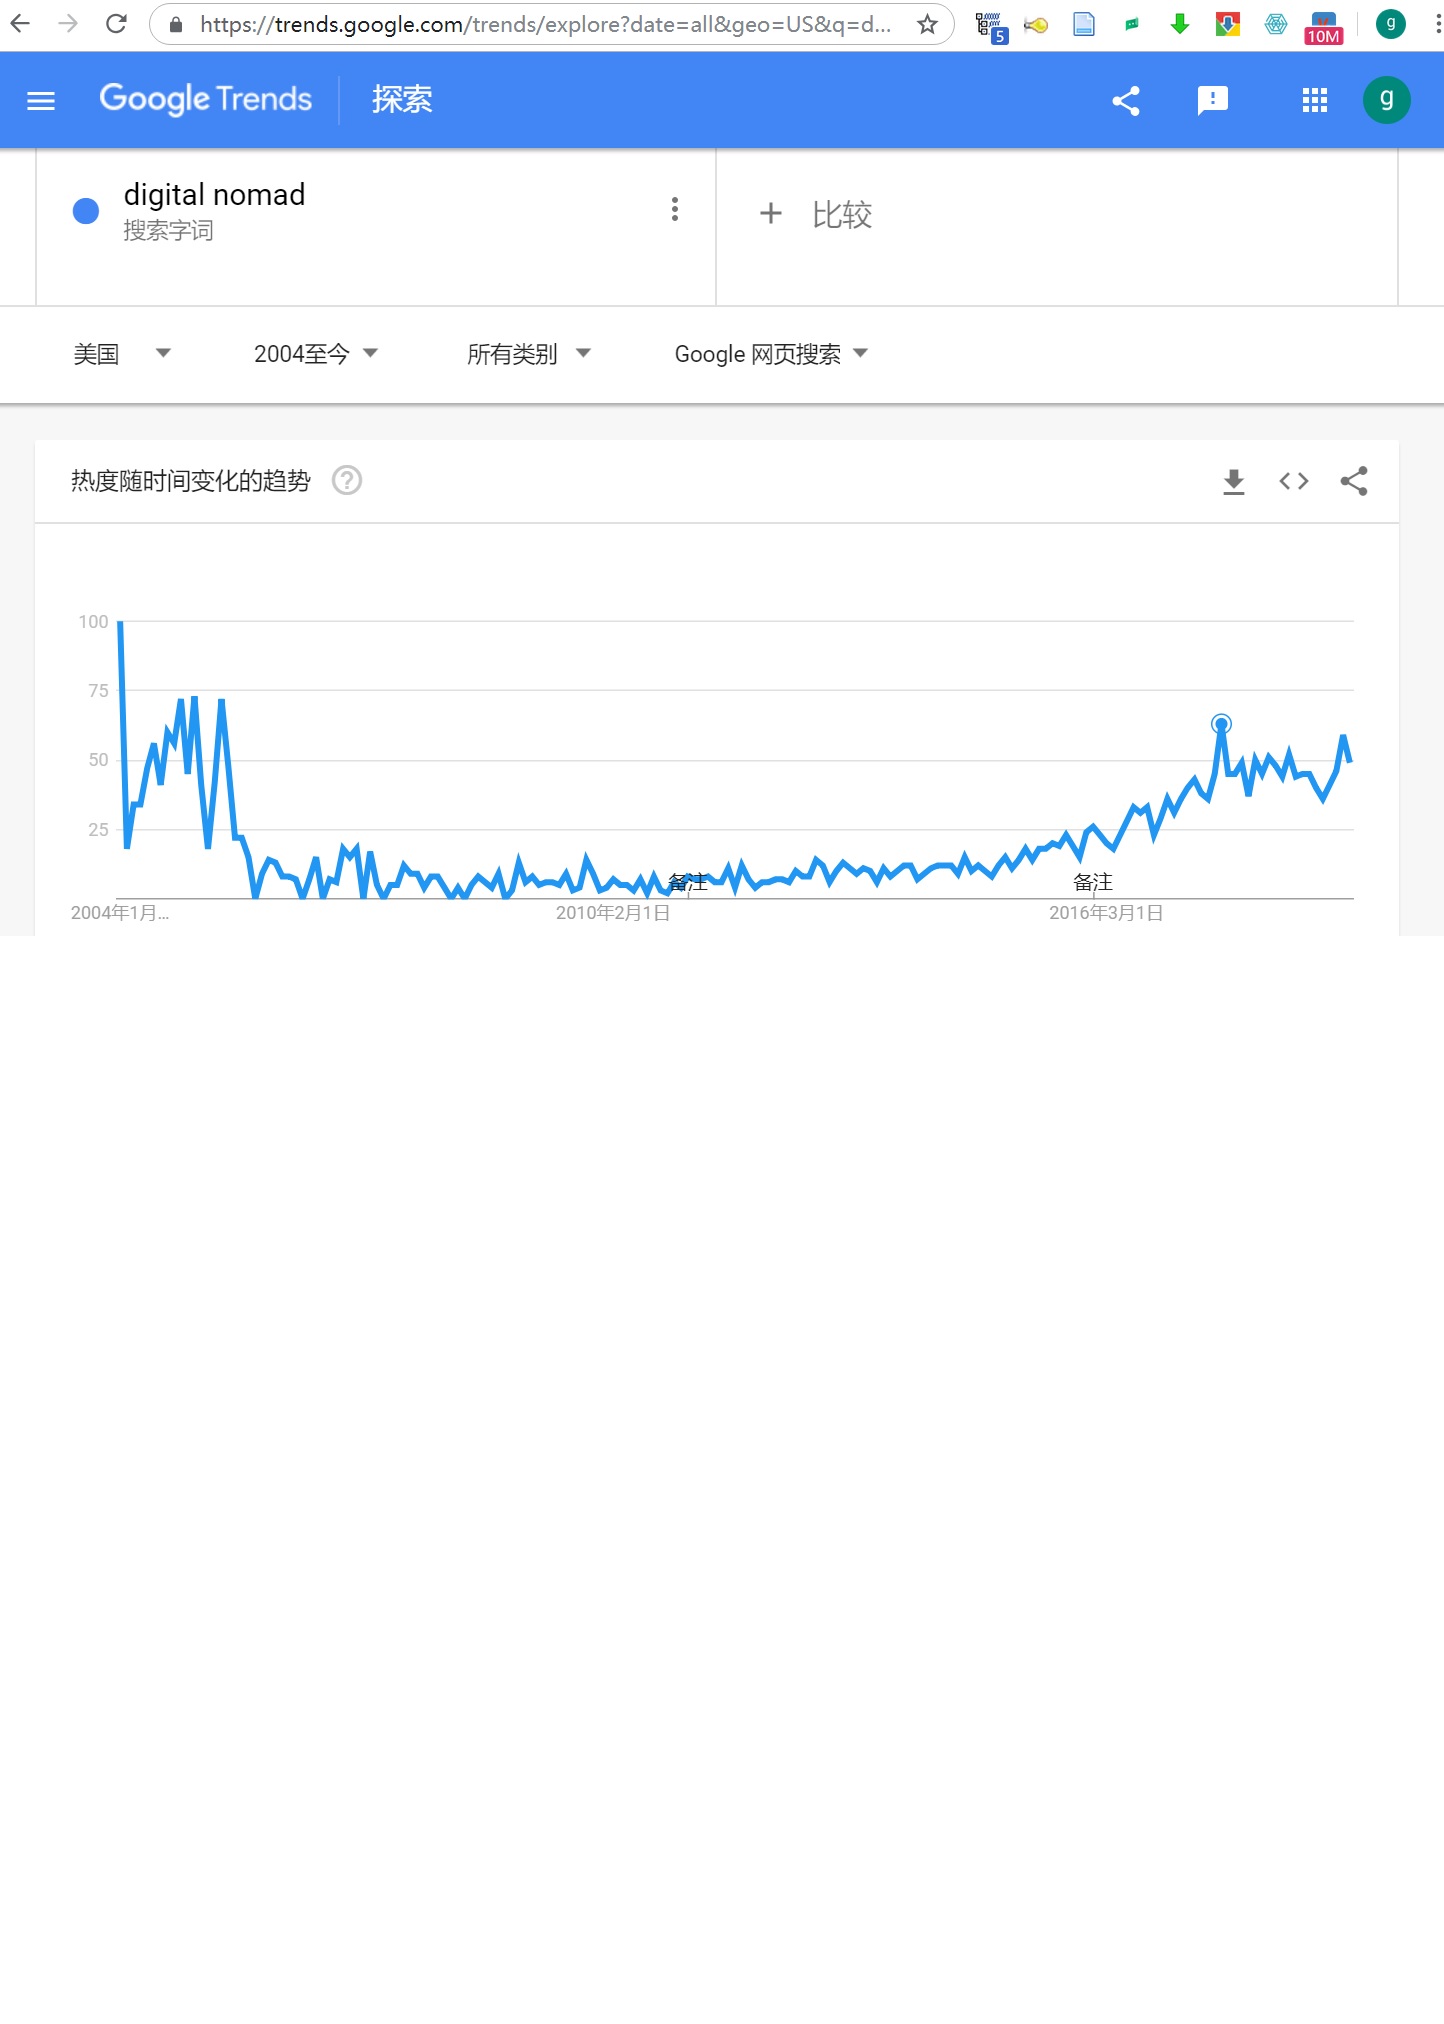 https://trends.google.com/trends/explore?date=all&geo=US&q=d...
5
10M
g
Google Trends
探索
g
digital nomad
搜索字词
+ 比较
美国
2004至今
所有类别
Google 网页搜索
热度随时间变化的趋势
?
100
75
50
25
备注
备注
2004年1月...
2010年2月1日
2016年3月1日